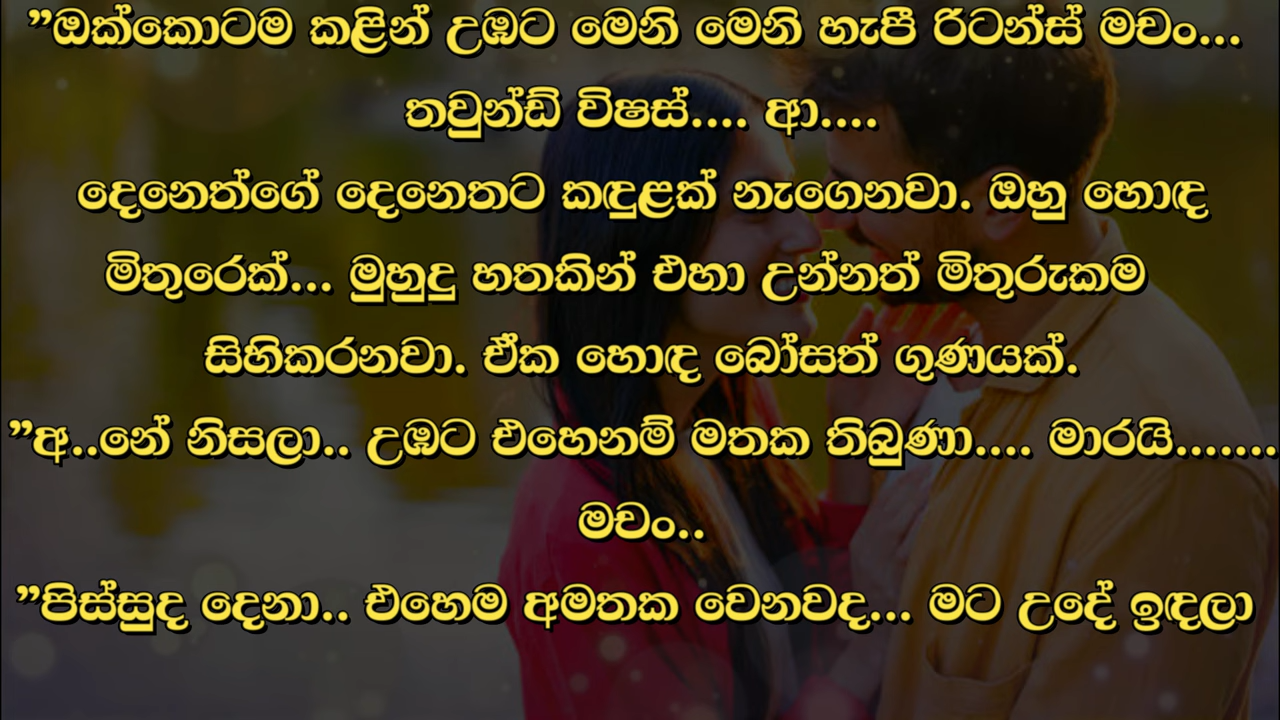 ”ඔක්කොටම කළින් උඹට මෙනි මෙනි හැපී රිටන්ස් මචං...
තවුන්ඩ් විෂස්.... ආ....
දෙනෙත්ගේ දෙනෙතට කඳුළක් නැගෙනවා. ඔහු හොඳ
මිතුරෙක්... මුහුදු හතකින් එහා උන්නත් මිතුරුකම
සිහිකරනවා. ඒක හොඳ බෝසත් ගුණයක්.
”අ..නේ නිසලා.. උඹට එහෙනම් මතක තිබුණා.... මාරයි.......
මචං..
”පිස්සුද දෙනා.. එහෙම අමතක වෙනවද... මට උදේ ඉඳලා